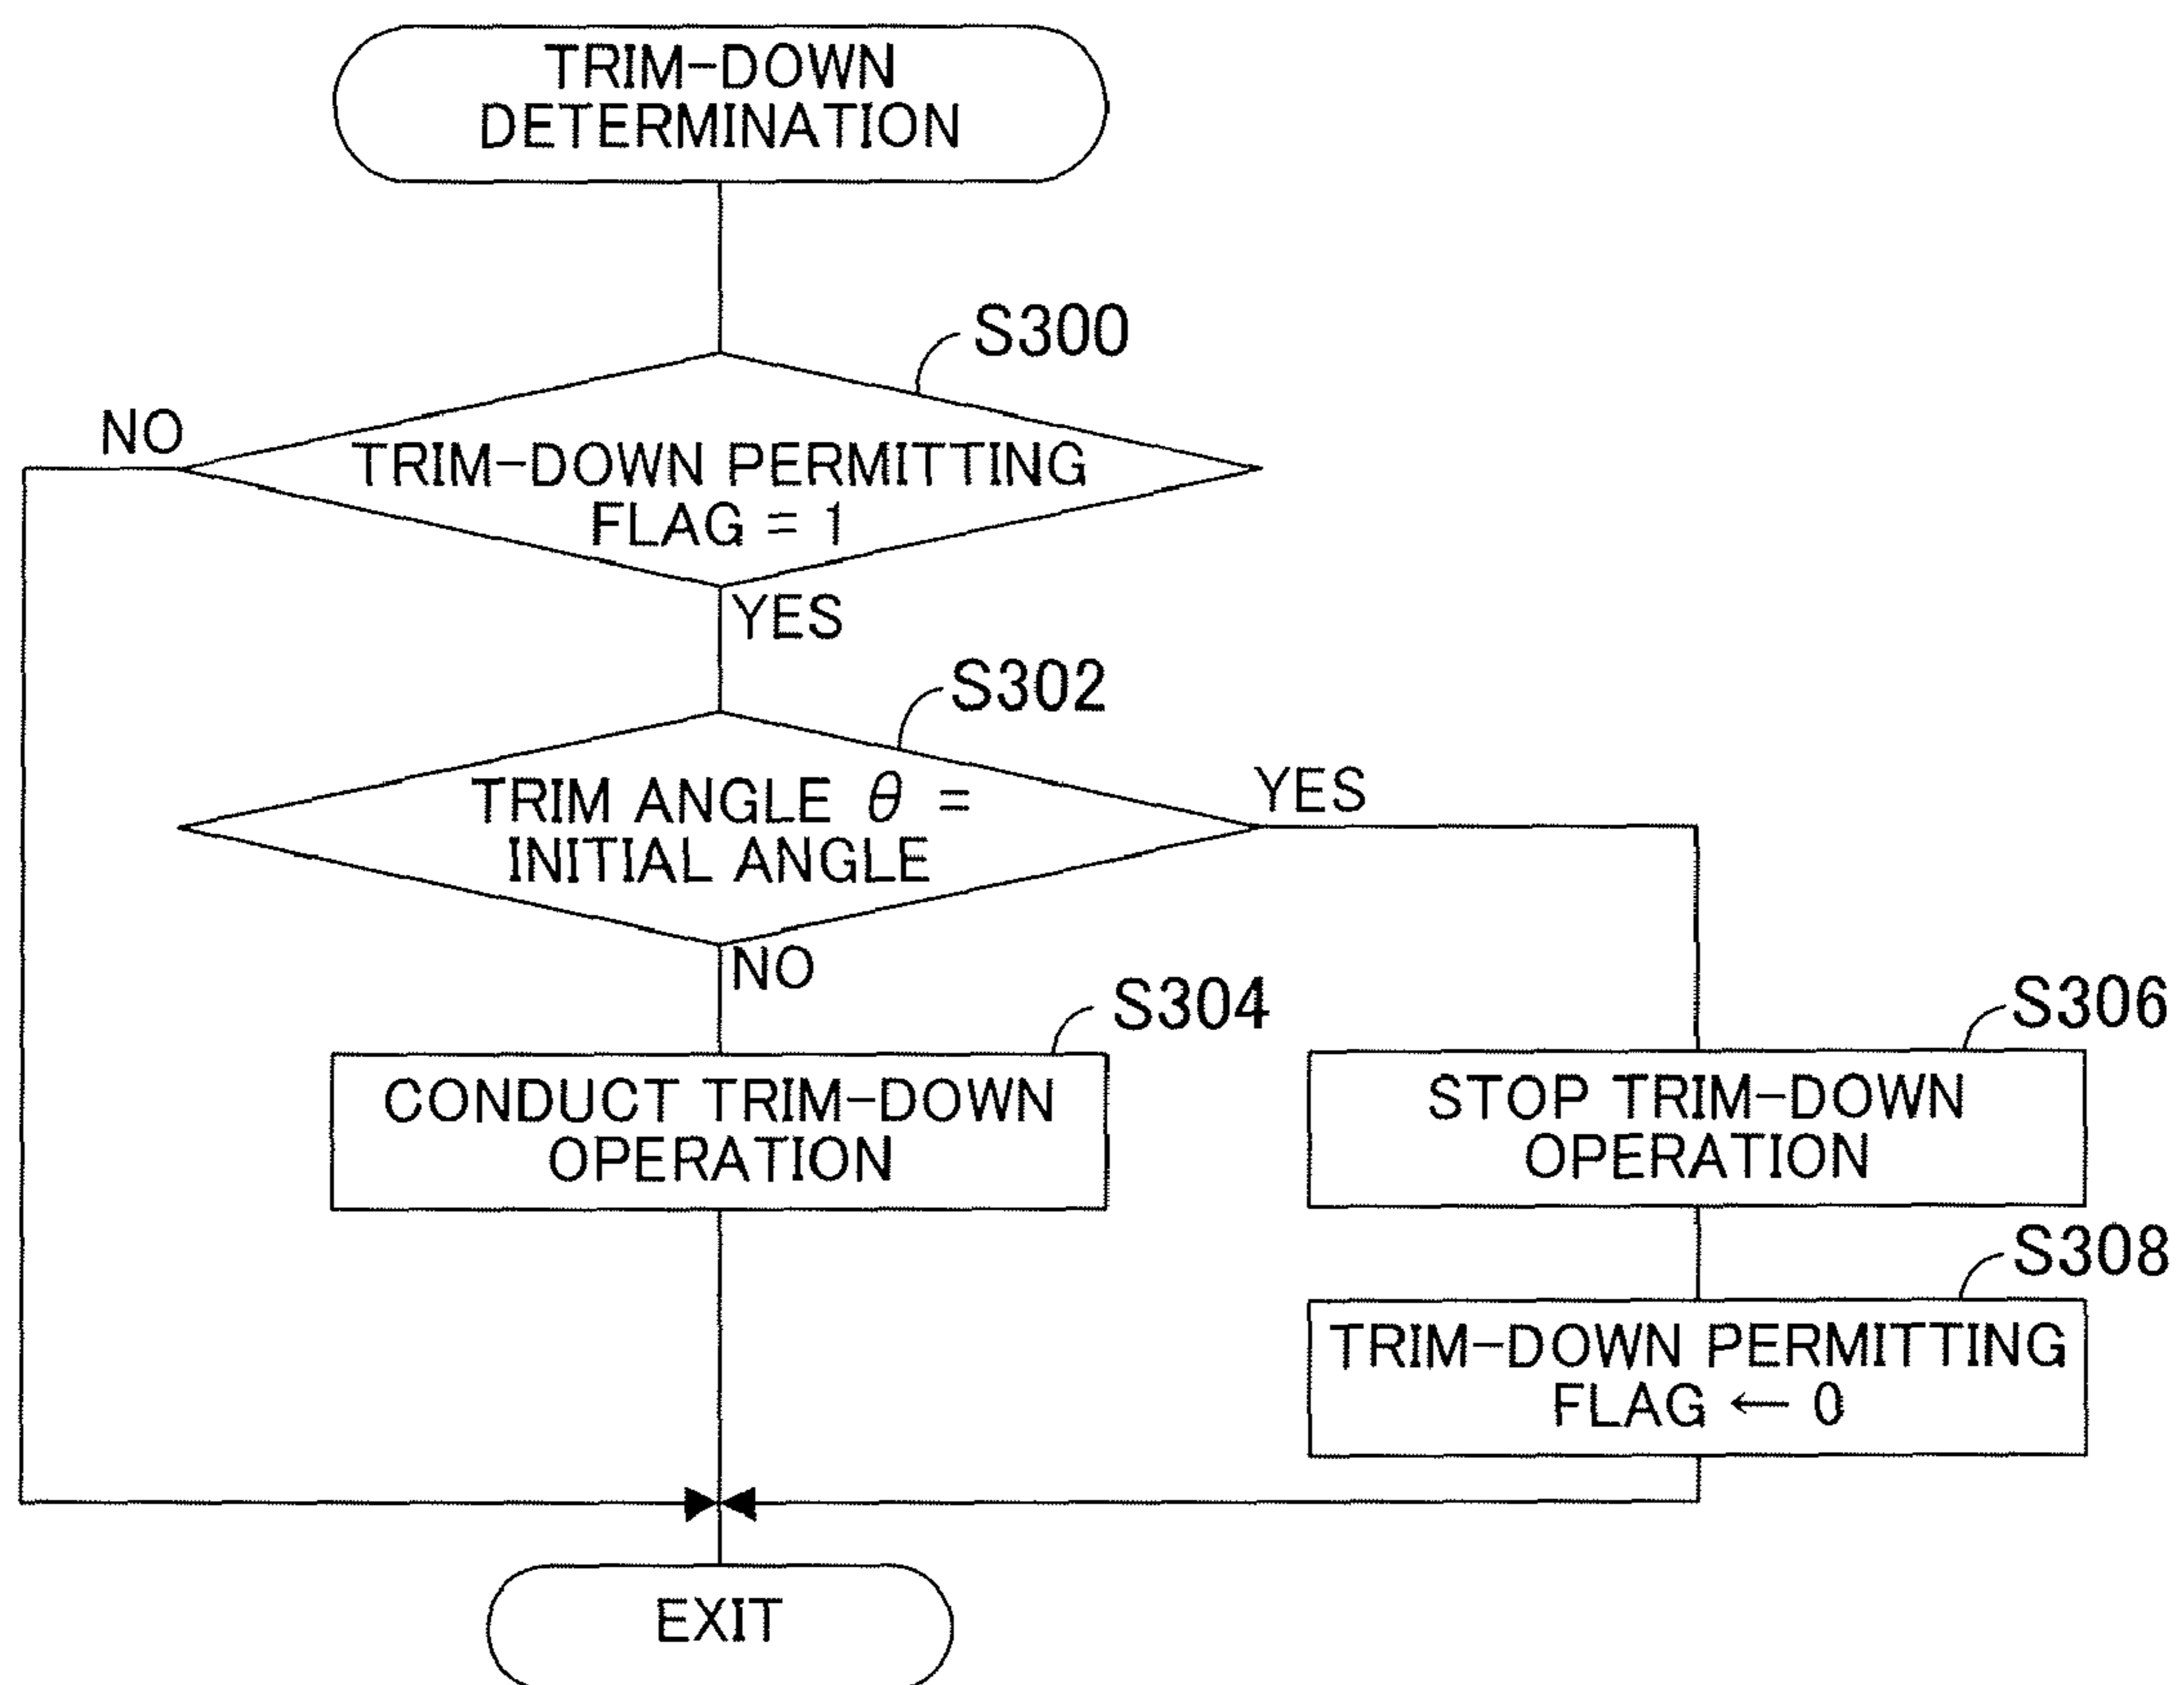 TRIM-DOWN
DETERMINATION
S300
NO
TRIM-DOWN PERMITTING
FLAG = 1
YES
S302
TRIM ANGLE θ =
INITIAL ANGLE
YES
NO
S304
CONDUCT TRIM-DOWN
OPERATION
S306
STOP TRIM-DOWN
OPERATION
S308
TRIM-DOWN PERMITTING
FLAG ← 0
EXIT